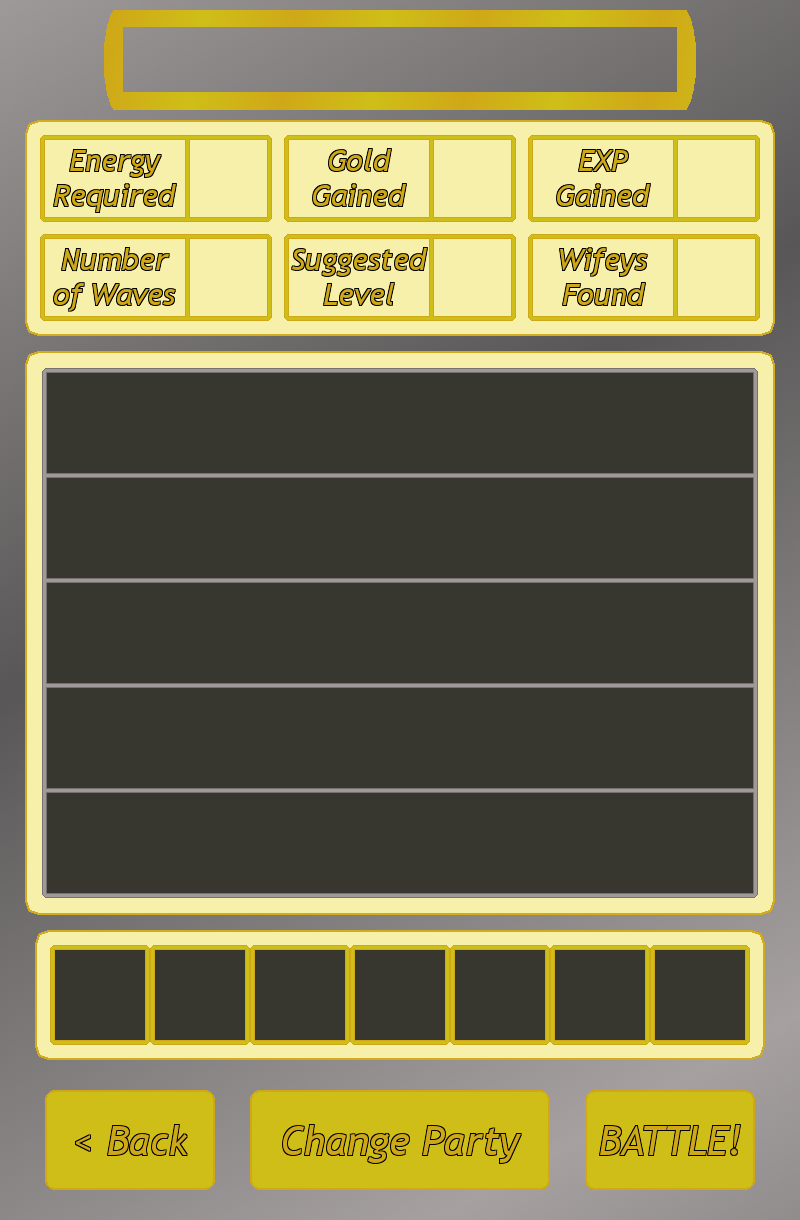 Energy
Required
Gold
Gained
EXP
Gained
Number
of Waves
Suggested
Level
Wifeys
Found
< Back
Change Party
BATTLE!